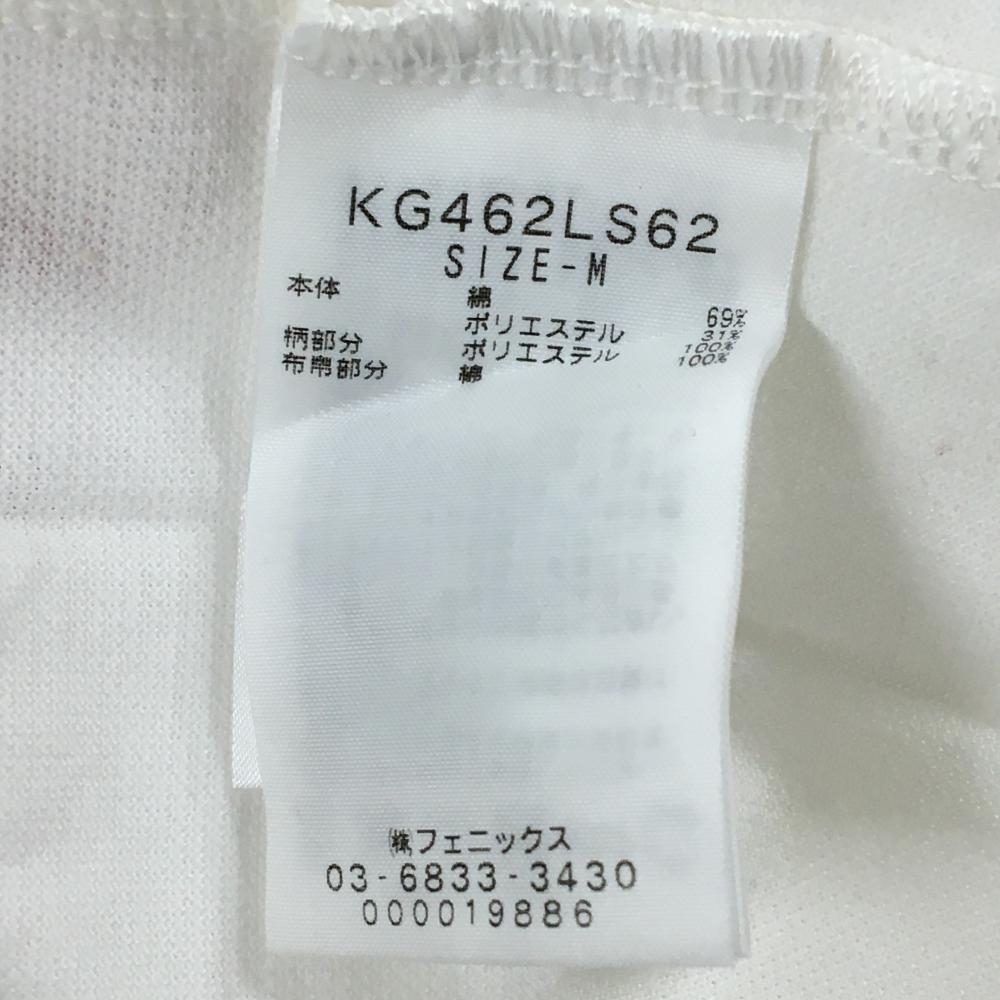 KG462LS62
SIZE-M
本体 綿 69%
ポリエステル 31%
柄部分 ポリエステル 100%
布帛部分 綿 100%
㈱フェニックス
03-6833-3430
000019886